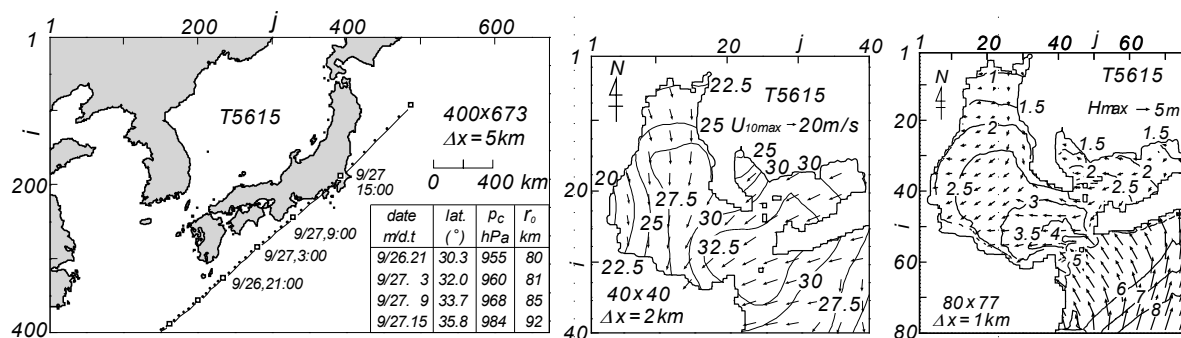 1 200 j 400
1
i
200
400
T5615
400x673
Δx=5km
0 400 km
9/27
15:00
9/27,9:00
9/27,3:00
9/26,21:00
date lat. pc r₀
m/d.t (°) hPa km
9/26.21 30.3 955 80
9/27. 3 32.0 960 81
9/27. 9 33.7 968 85
9/27.15 35.8 984 92
1 20 j 40
1
20
i
40
N
T5615
U10max → 20m/s
22.5
25
25
30 30
20
27.5
25
30
32.5
22.5
30
27.5
40x40
Δx=2km
1 20 40 j 60
1
20
40
i
60
80
N
T5615
Hmax → 5m
1
1.5
2
1.5 1.5
2 2
2.5 2.5
3
3.5 4
5
6
7
8
80x77
Δx=1km